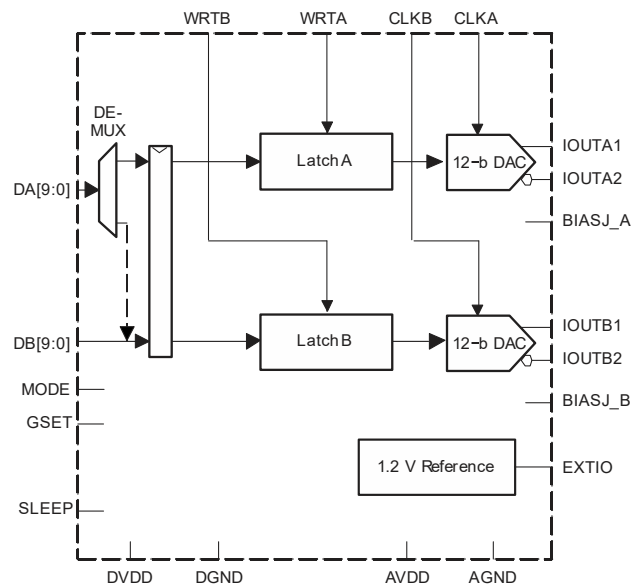 WRTB WRTA CLKB CLKA
DE-
MUX
Latch A
12−b DAC
IOUTA1
IOUTA2
DA[9:0]
BIASJ_A
Latch B
12−b DAC
IOUTB1
IOUTB2
DB[9:0]
MODE
BIASJ_B
GSET
1.2 V Reference
EXTIO
SLEEP
DVDD DGND AVDD AGND